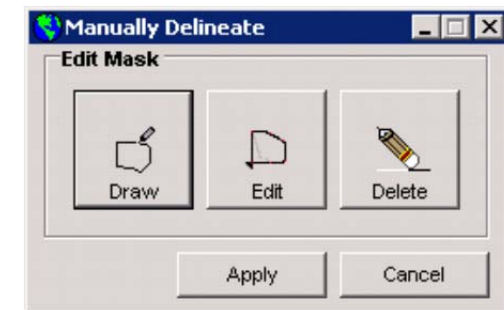 Manually Delineate
Edit Mask
Draw Edit Delete
Apply Cancel